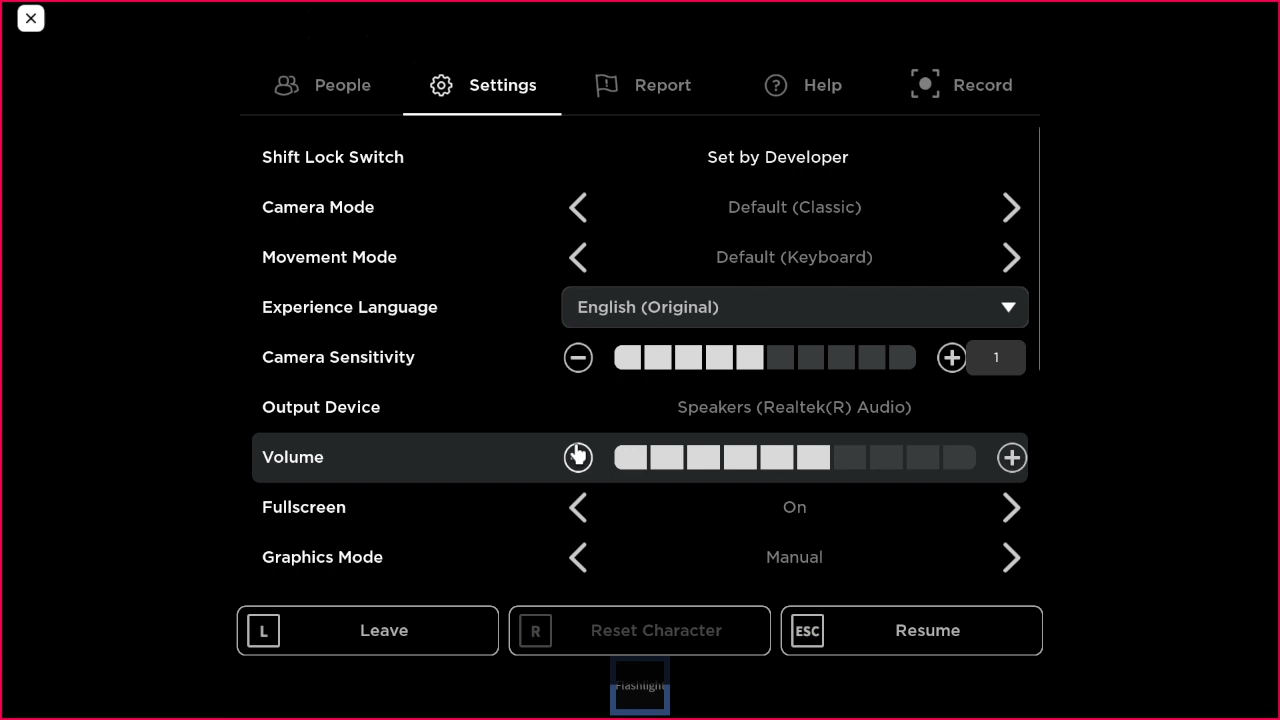 People Settings Report Help Record
Shift Lock Switch Set by Developer
Camera Mode Default (Classic)
Movement Mode Default (Keyboard)
Experience Language English (Original)
Camera Sensitivity 1
Output Device Speakers (Realtek(R) Audio)
Volume
Fullscreen On
Graphics Mode Manual
L Leave R Reset Character ESC Resume
Flashlight